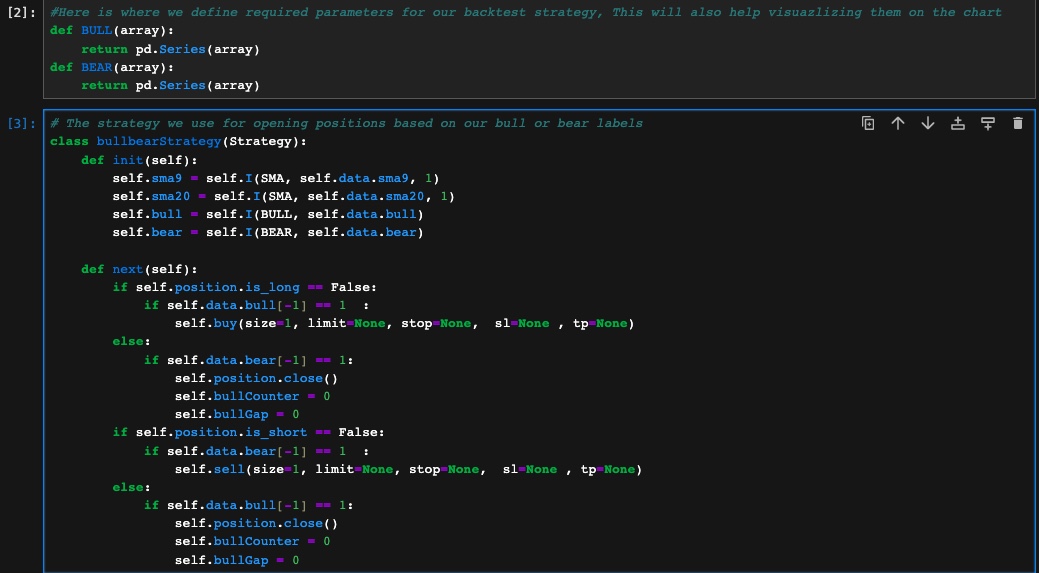 [2]: #Here is where we define required parameters for our backtest strategy, This will also help visuazlizing them on the chart
def BULL(array):
    return pd.Series(array)
def BEAR(array):
    return pd.Series(array)
[3]: # The strategy we use for opening positions based on our bull or bear labels
class bullbearStrategy(Strategy):
    def init(self):
        self.sma9 = self.I(SMA, self.data.sma9, 1)
        self.sma20 = self.I(SMA, self.data.sma20, 1)
        self.bull = self.I(BULL, self.data.bull)
        self.bear = self.I(BEAR, self.data.bear)

    def next(self):
        if self.position.is_long == False:
            if self.data.bull[-1] == 1  :
                self.buy(size=1, limit=None, stop=None,  sl=None , tp=None)
        else:
            if self.data.bear[-1] == 1:
                self.position.close()
                self.bullCounter = 0
                self.bullGap = 0
        if self.position.is_short == False:
            if self.data.bear[-1] == 1  :
                self.sell(size=1, limit=None, stop=None,  sl=None , tp=None)
        else:
            if self.data.bull[-1] == 1:
                self.position.close()
                self.bullCounter = 0
                self.bullGap = 0